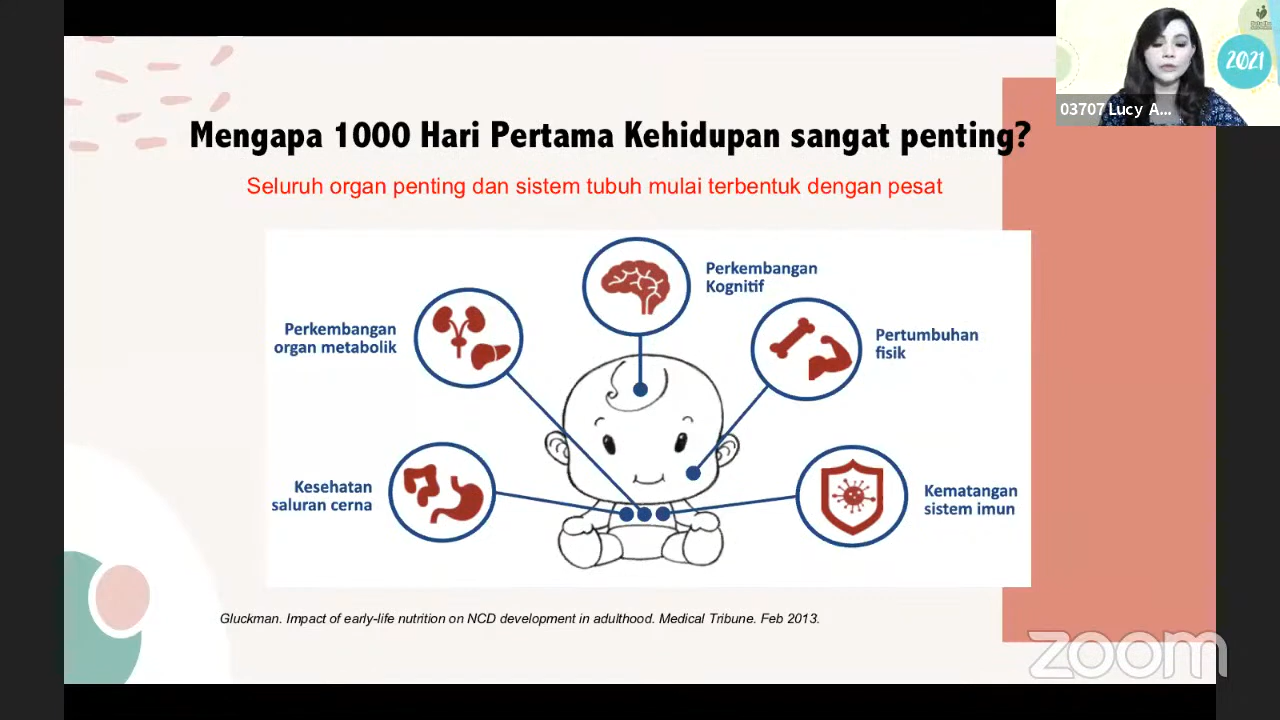 2021
03707 Lucy A...
Mengapa 1000 Hari Pertama Kehidupan sangat penting?
Seluruh organ penting dan sistem tubuh mulai terbentuk dengan pesat
Perkembangan
Kognitif
Perkembangan
organ metabolik
Pertumbuhan
fisik
Kesehatan
saluran cerna
Kematangan
sistem imun
Gluckman. Impact of early-life nutrition on NCD development in adulthood. Medical Tribune. Feb 2013.
zoom